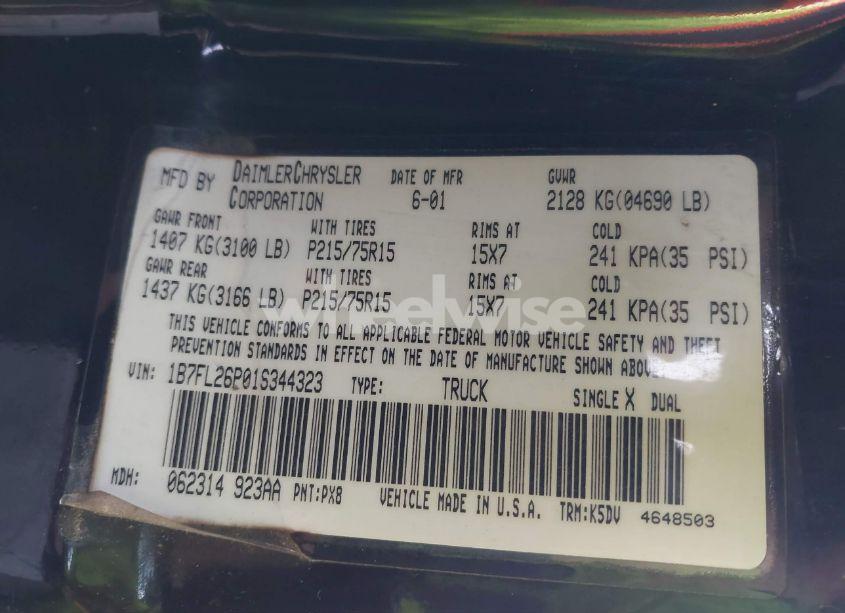 MFD BY DAIMLERCHRYSLER CORPORATION DATE OF MFR 6-01 GVWR 2128 KG(04690 LB)
GAWR FRONT WITH TIRES RIMS AT COLD
1407 KG(3100 LB) P215/75R15 15X7 241 KPA(35 PSI)
GAWR REAR WITH TIRES RIMS AT COLD
1437 KG(3166 LB) P215/75R15 15X7 241 KPA(35 PSI)
wheelwise
THIS VEHICLE CONFORMS TO ALL APPLICABLE FEDERAL MOTOR VEHICLE SAFETY AND THEFT
PREVENTION STANDARDS IN EFFECT ON THE DATE OF MANUFACTURE SHOWN ABOVE.
VIN: 1B7FL26P01S344323 TYPE: TRUCK SINGLE X DUAL
MDH: 062314 923AA PNT:PX8 VEHICLE MADE IN U.S.A. TRM:K5DV 4648503